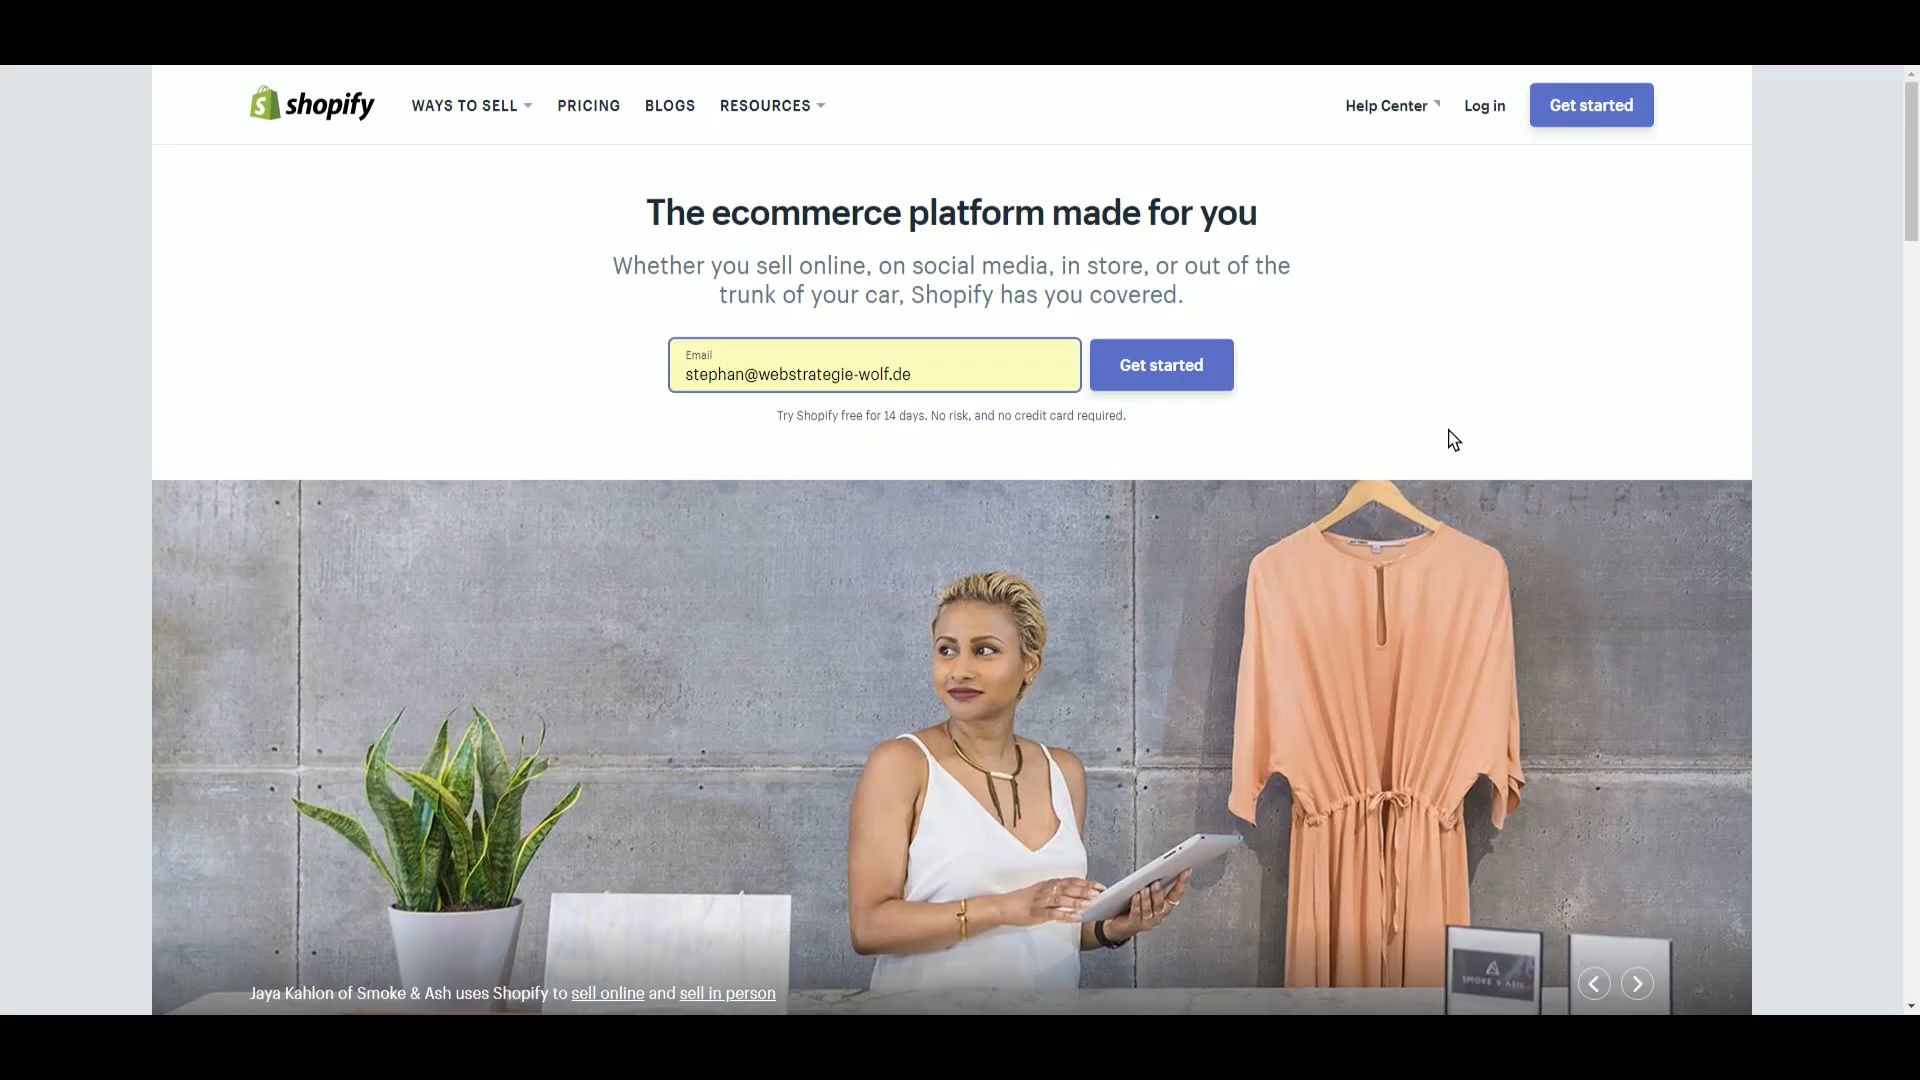 shopify WAYS TO SELL PRICING BLOGS RESOURCES Help Center Log in Get started
The ecommerce platform made for you
Whether you sell online, on social media, in store, or out of the
trunk of your car, Shopify has you covered.
Email
stephan@webstrategie-wolf.de
Get started
Try Shopify free for 14 days. No risk, and no credit card required.
SMOKE & ASH
Jaya Kahlon of Smoke & Ash uses Shopify to sell online and sell in person